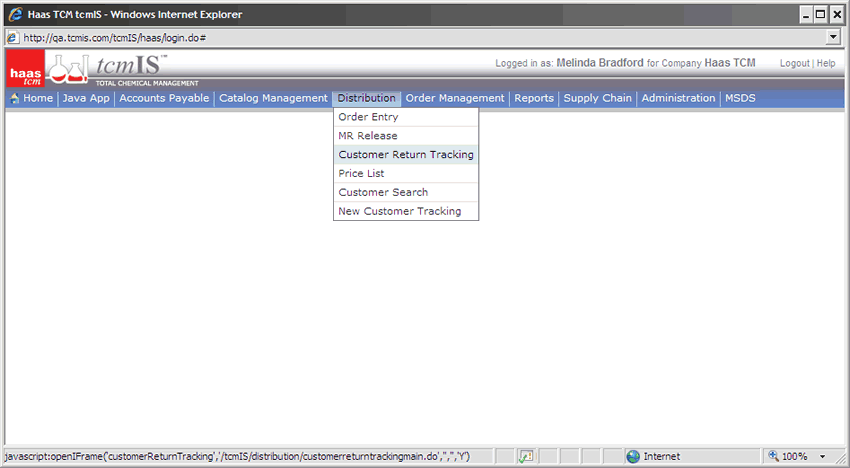 Haas TCM tcmIS - Windows Internet Explorer
http://qa.tcmis.com/tcmIS/haas/login.do#
haas tcm
tcmIS™
TOTAL CHEMICAL MANAGEMENT
Logged in as: Melinda Bradford for Company Haas TCM
Logout | Help
Home Java App Accounts Payable Catalog Management Distribution Order Management Reports Supply Chain Administration MSDS
Order Entry
MR Release
Customer Return Tracking
Price List
Customer Search
New Customer Tracking
javascript:openIFrame('customerReturnTracking','/tcmIS/distribution/customerreturntrackingmain.do','','','Y')
Internet
100%